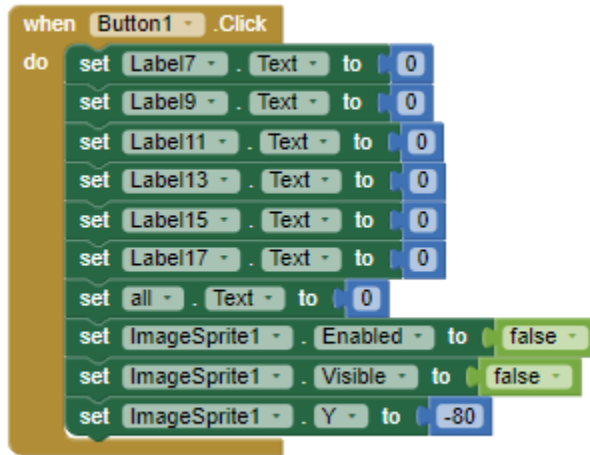 when Button1 .Click
do set Label7 . Text to 0
set Label9 . Text to 0
set Label11 . Text to 0
set Label13 . Text to 0
set Label15 . Text to 0
set Label17 . Text to 0
set all . Text to 0
set ImageSprite1 . Enabled to false
set ImageSprite1 . Visible to false
set ImageSprite1 . Y to -80